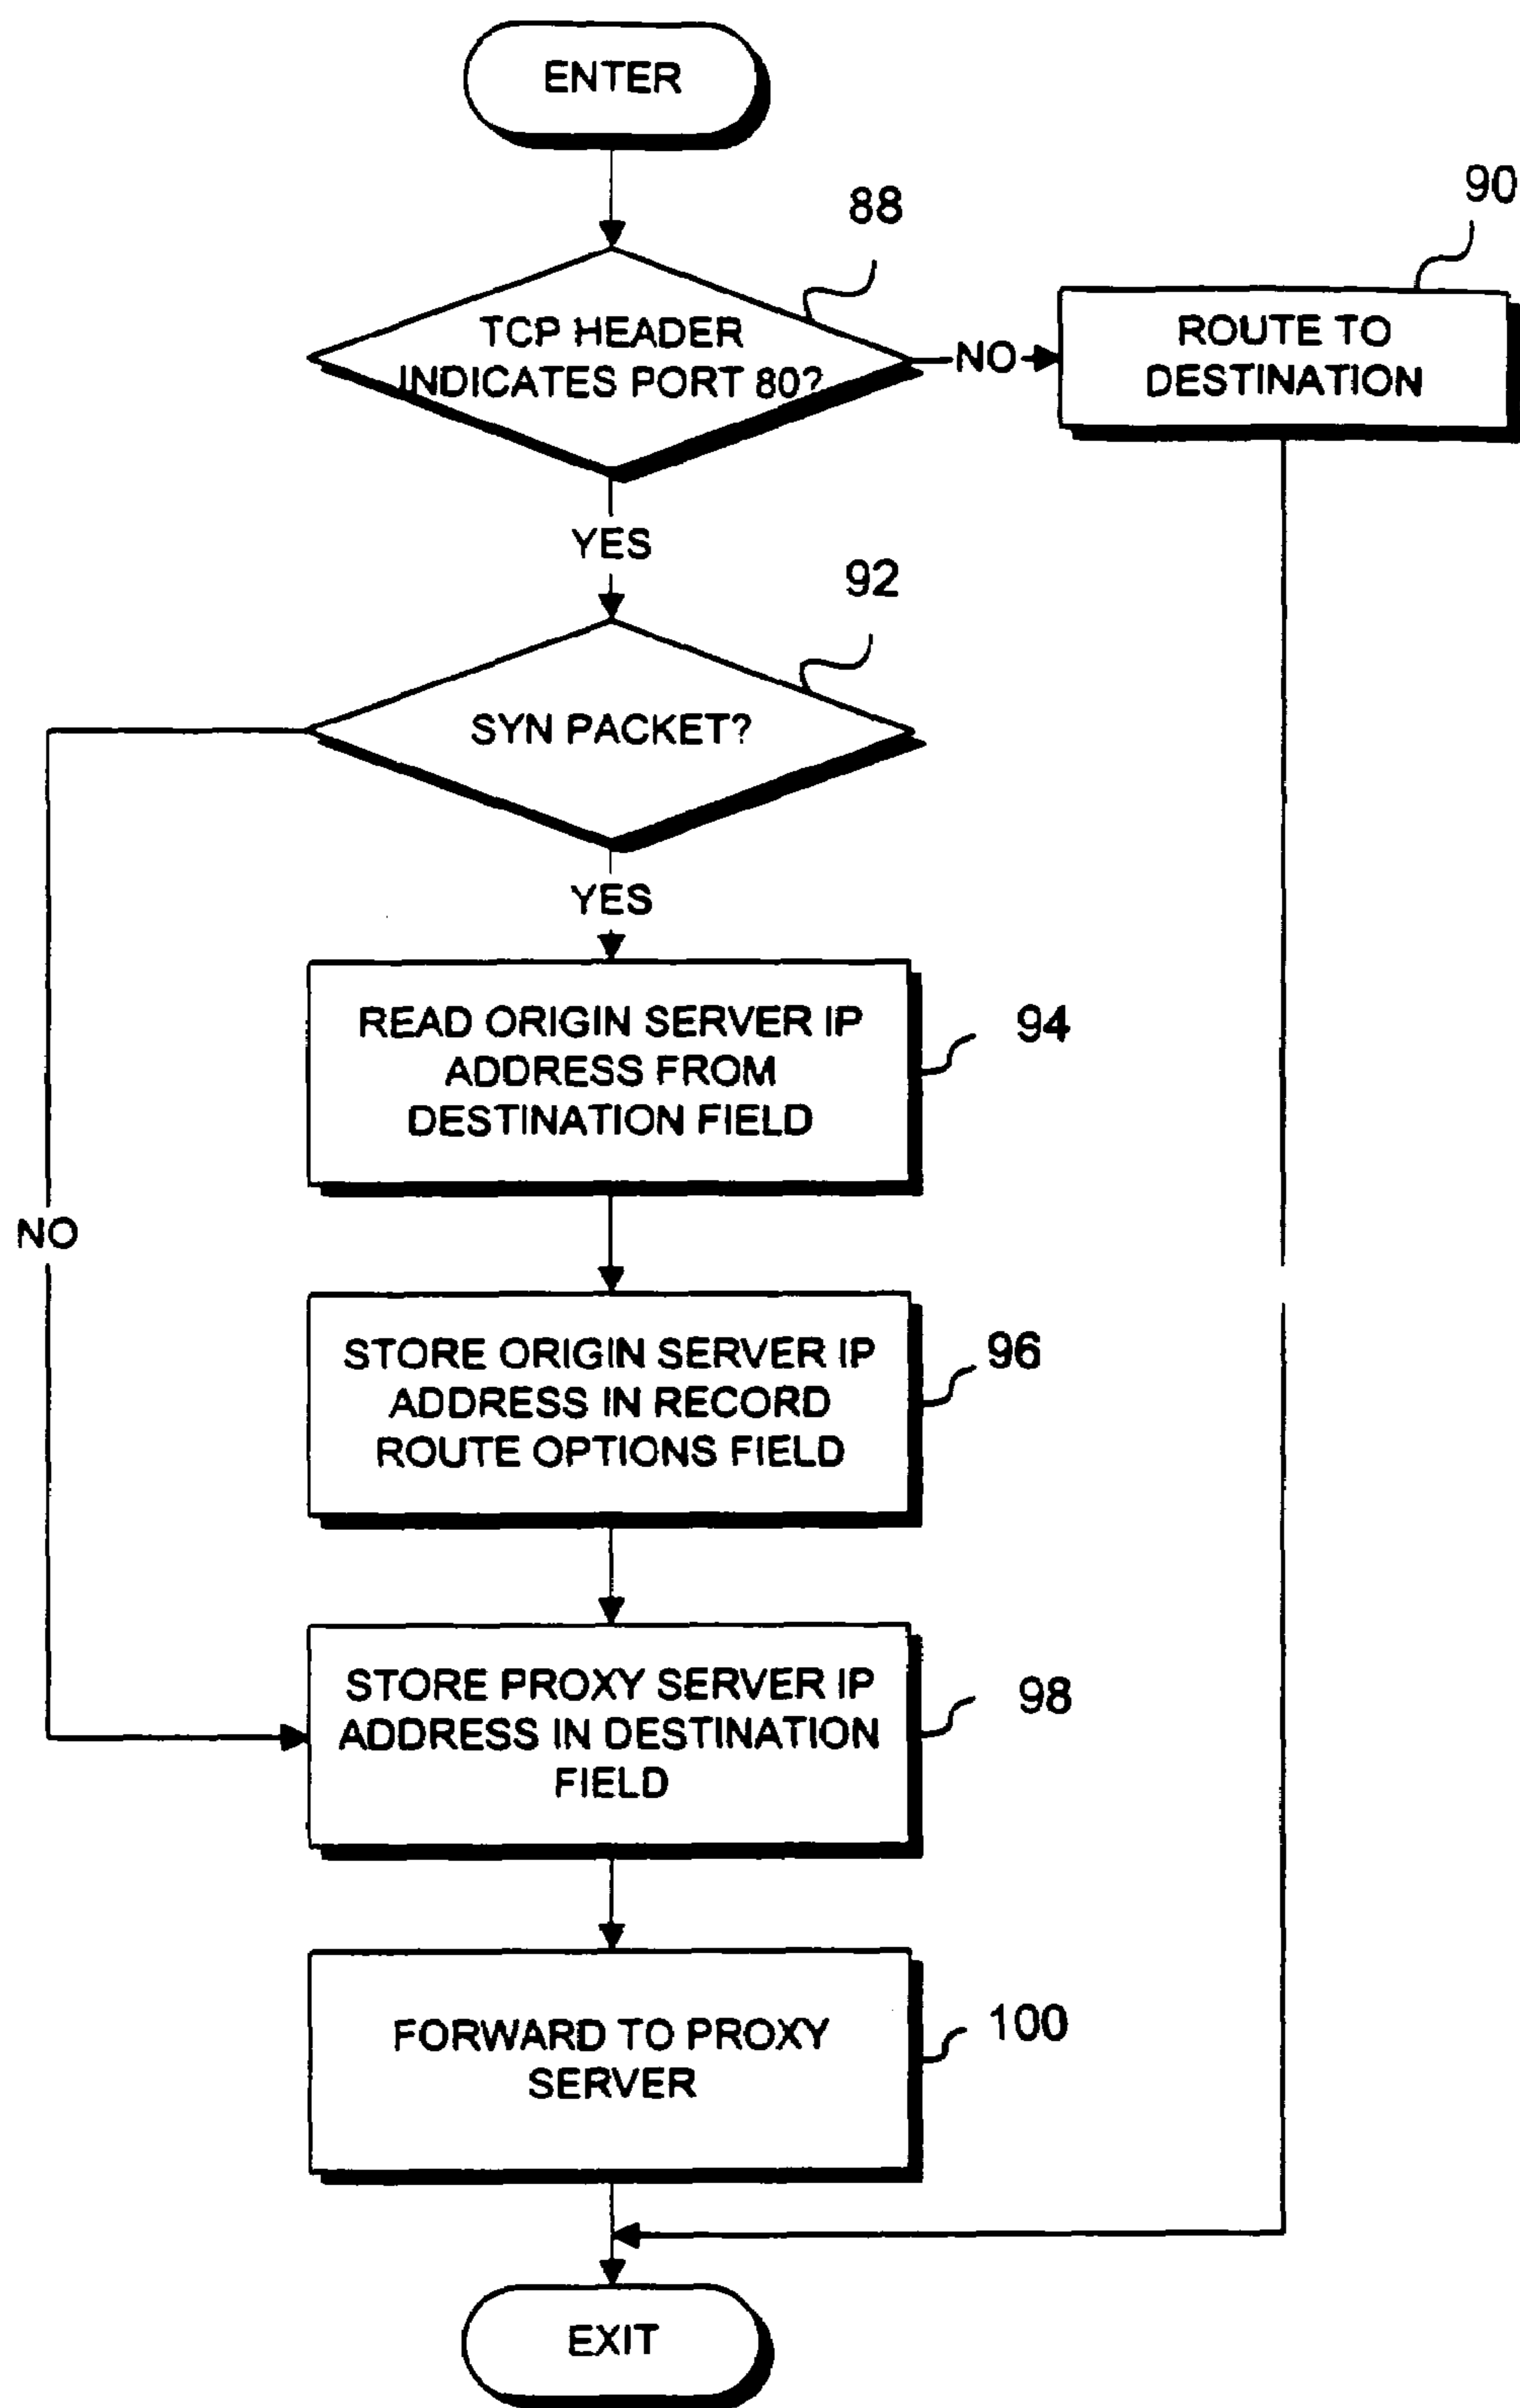 ENTER
88
90
TCP HEADER
INDICATES PORT 80?
NO
ROUTE TO
DESTINATION
YES
92
SYN PACKET?
YES
READ ORIGIN SERVER IP
ADDRESS FROM
DESTINATION FIELD
94
NO
STORE ORIGIN SERVER IP
ADDRESS IN RECORD
ROUTE OPTIONS FIELD
96
STORE PROXY SERVER IP
ADDRESS IN DESTINATION
FIELD
98
FORWARD TO PROXY
SERVER
100
EXIT